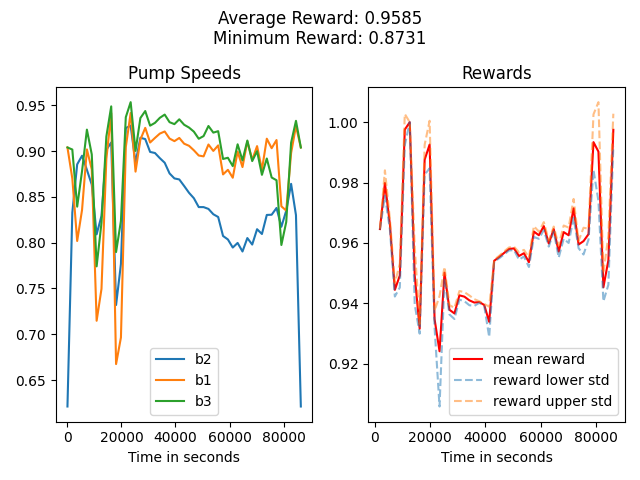 Average Reward: 0.9585
Minimum Reward: 0.8731
Pump Speeds
0.95
0.90
0.85
0.80
0.75
0.70
0.65
b2
b1
b3
0 20000 40000 60000 80000
Time in seconds
Rewards
1.00
0.98
0.96
0.94
0.92
mean reward
reward lower std
reward upper std
0 20000 40000 60000 80000
Time in seconds